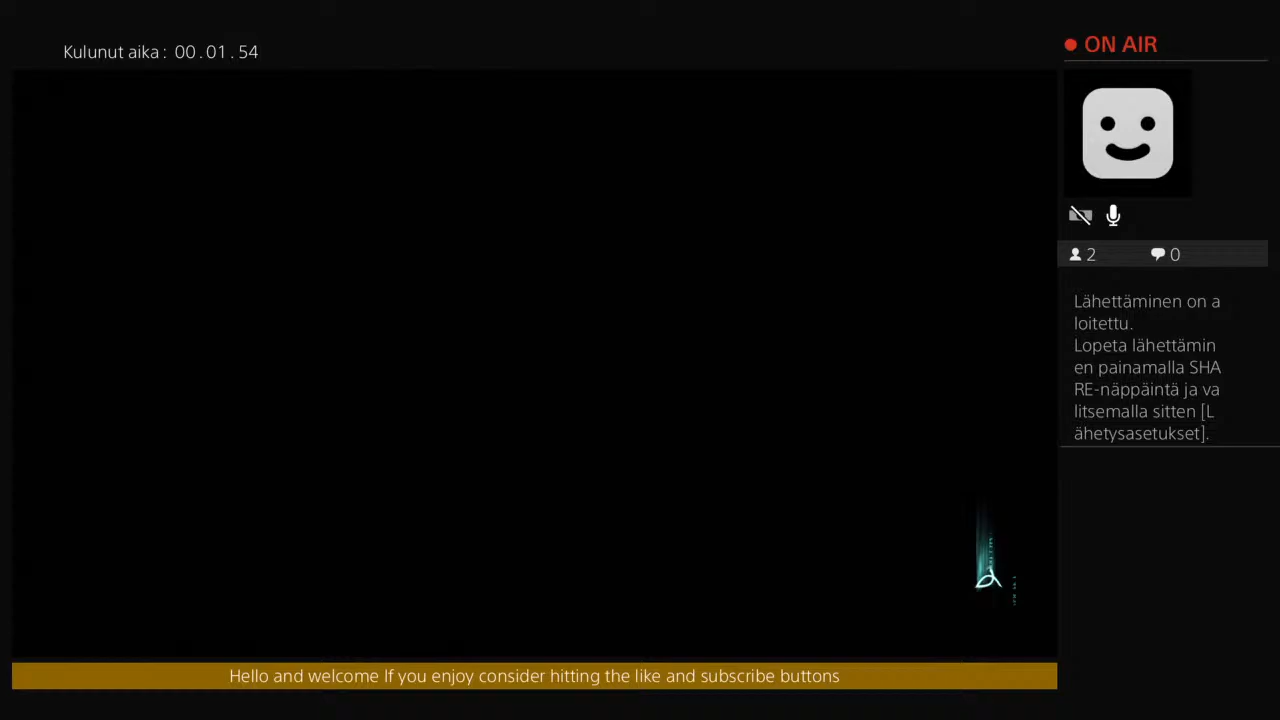 Kulunut aika : 00.01.54
ON AIR
2 0
Lähettäminen on a
loitettu.
Lopeta lähettämin
en painamalla SHA
RE-näppäintä ja va
litsemalla sitten [L
ähetysasetukset].
Hello and welcome If you enjoy consider hitting the like and subscribe buttons